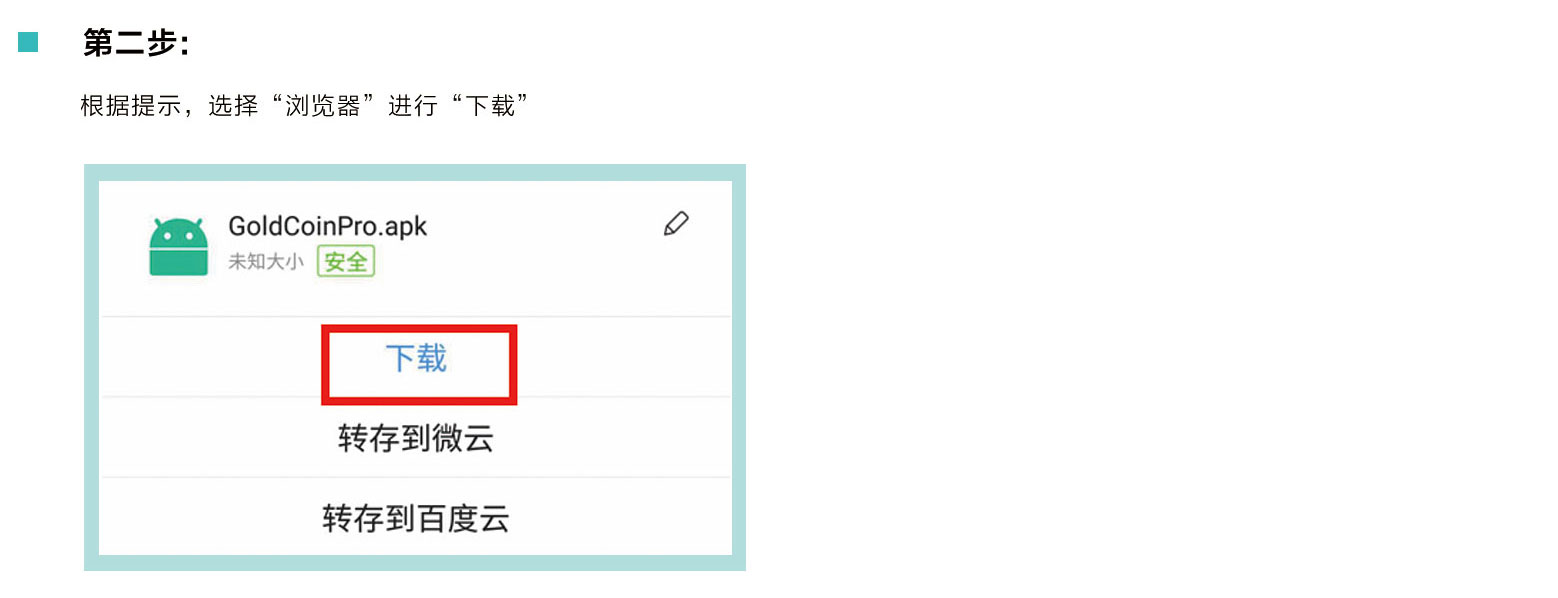 第二步：
根据提示，选择“浏览器”进行“下载”
GoldCoinPro.apk
未知大小 安全
下载
转存到微云
转存到百度云